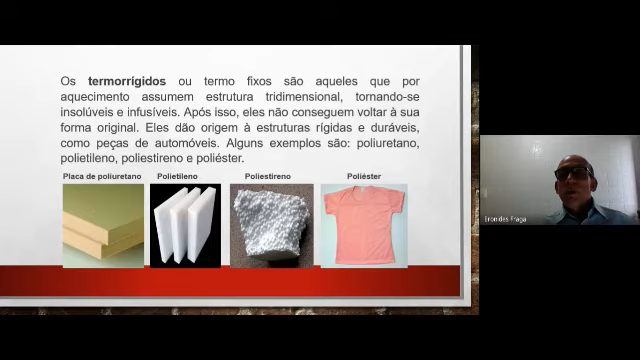 Os termorrígidos ou termo fixos são aqueles que por
aquecimento assumem estrutura tridimensional, tornando-se
insolúveis e infusíveis. Após isso, eles não conseguem voltar à sua
forma original. Eles dão origem à estruturas rígidas e duráveis,
como peças de automóveis. Alguns exemplos são: poliuretano,
polietileno, poliestireno e poliéster.
Placa de poliuretano Polietileno Poliestireno Poliéster
Eronides Fraga